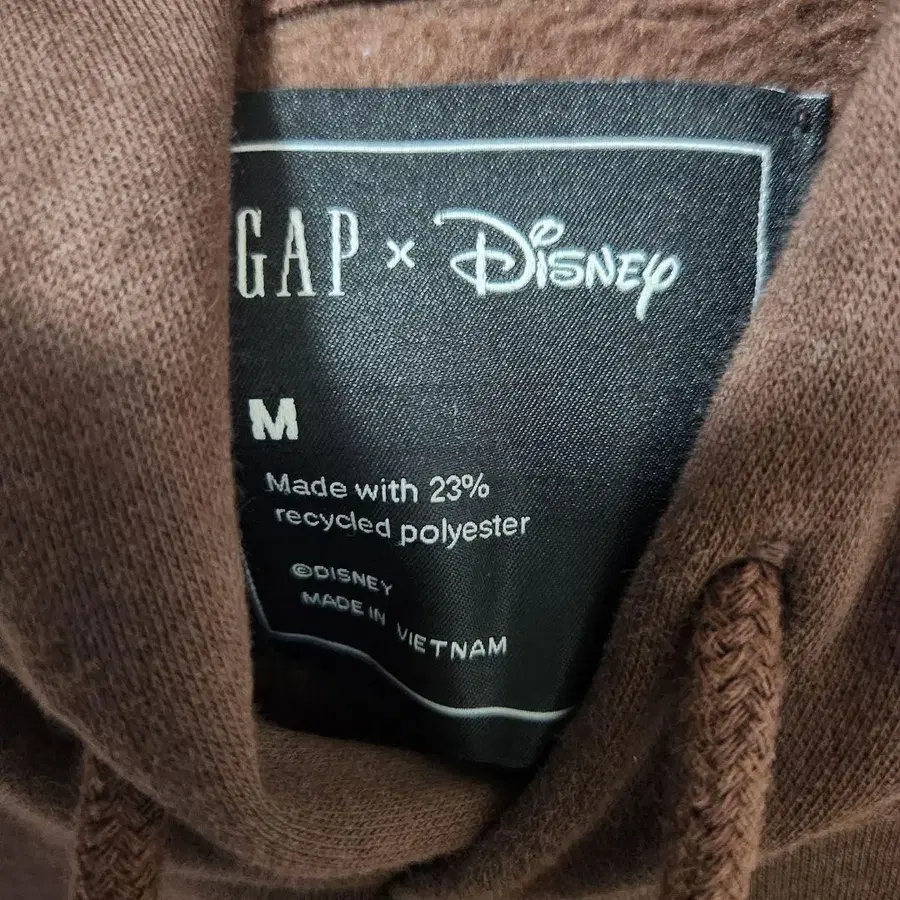 GAP × Disney
M
Made with 23%
recycled polyester
©DISNEY
MADE IN VIETNAM